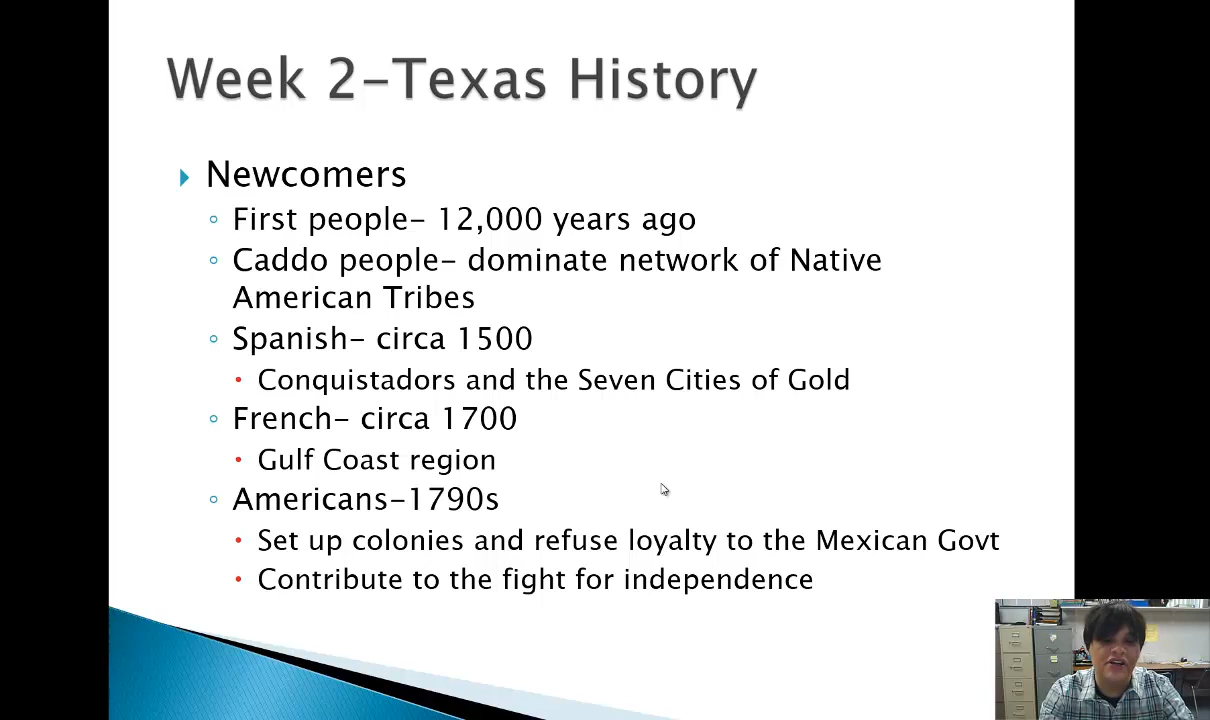 Week 2-Texas History
Newcomers
First people- 12,000 years ago
Caddo people- dominate network of Native
American Tribes
Spanish- circa 1500
Conquistadors and the Seven Cities of Gold
French- circa 1700
Gulf Coast region
Americans-1790s
Set up colonies and refuse loyalty to the Mexican Govt
Contribute to the fight for independence